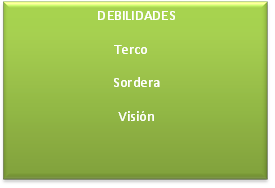 DEBILIDADES
Terco
Sordera
Visión